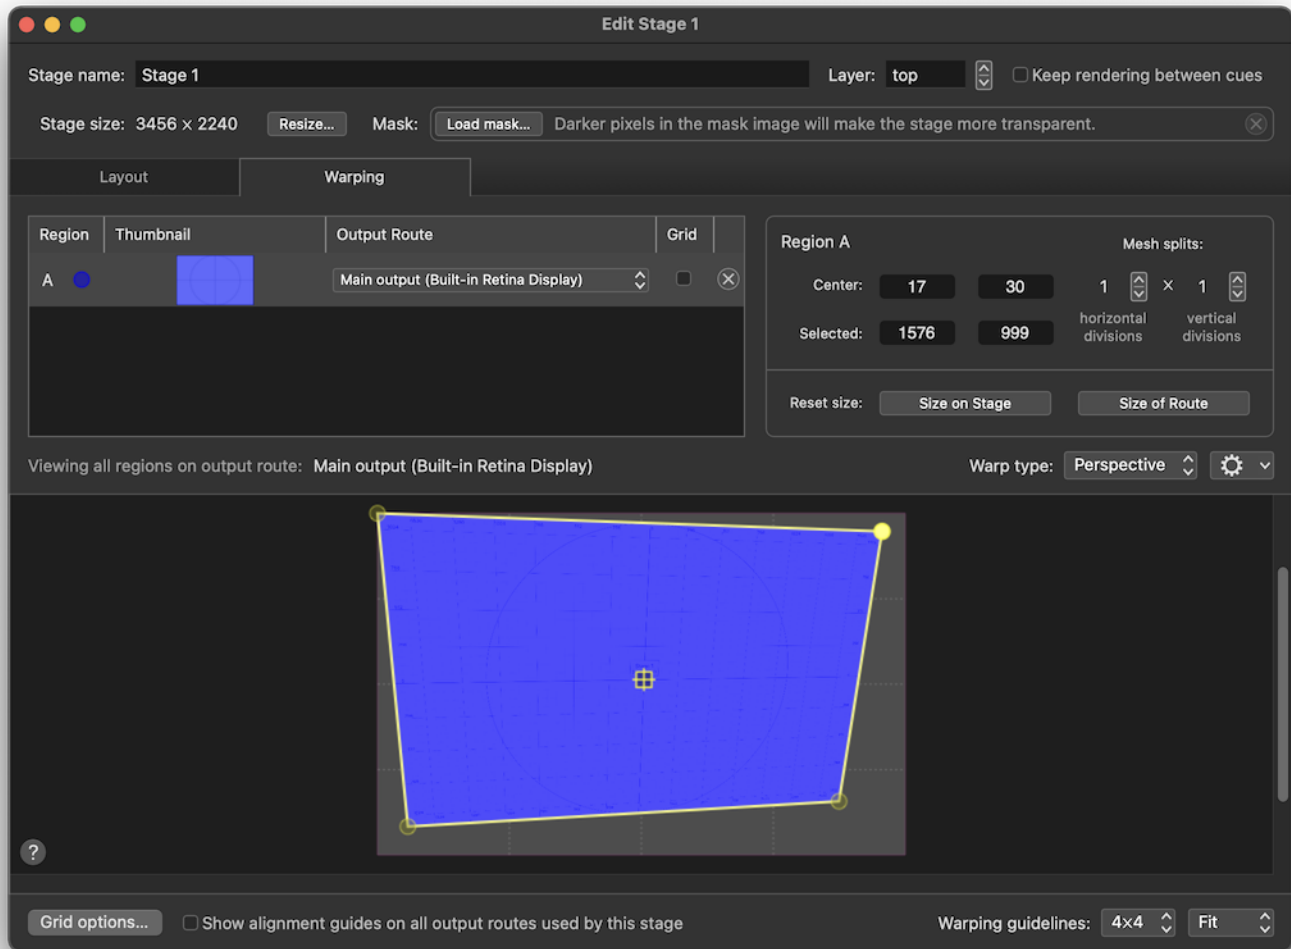 Edit Stage 1
Stage name: Stage 1 Layer: top Keep rendering between cues
Stage size: 3456 × 2240 Resize... Mask: Load mask... Darker pixels in the mask image will make the stage more transparent.
Layout Warping
Region Thumbnail Output Route Grid
A Main output (Built-in Retina Display)
Region A Mesh splits:
Center: 17 30 1 × 1
horizontal divisions vertical divisions
Selected: 1576 999
Reset size: Size on Stage Size of Route
Viewing all regions on output route: Main output (Built-in Retina Display) Warp type: Perspective
?
Grid options... Show alignment guides on all output routes used by this stage Warping guidelines: 4×4 Fit